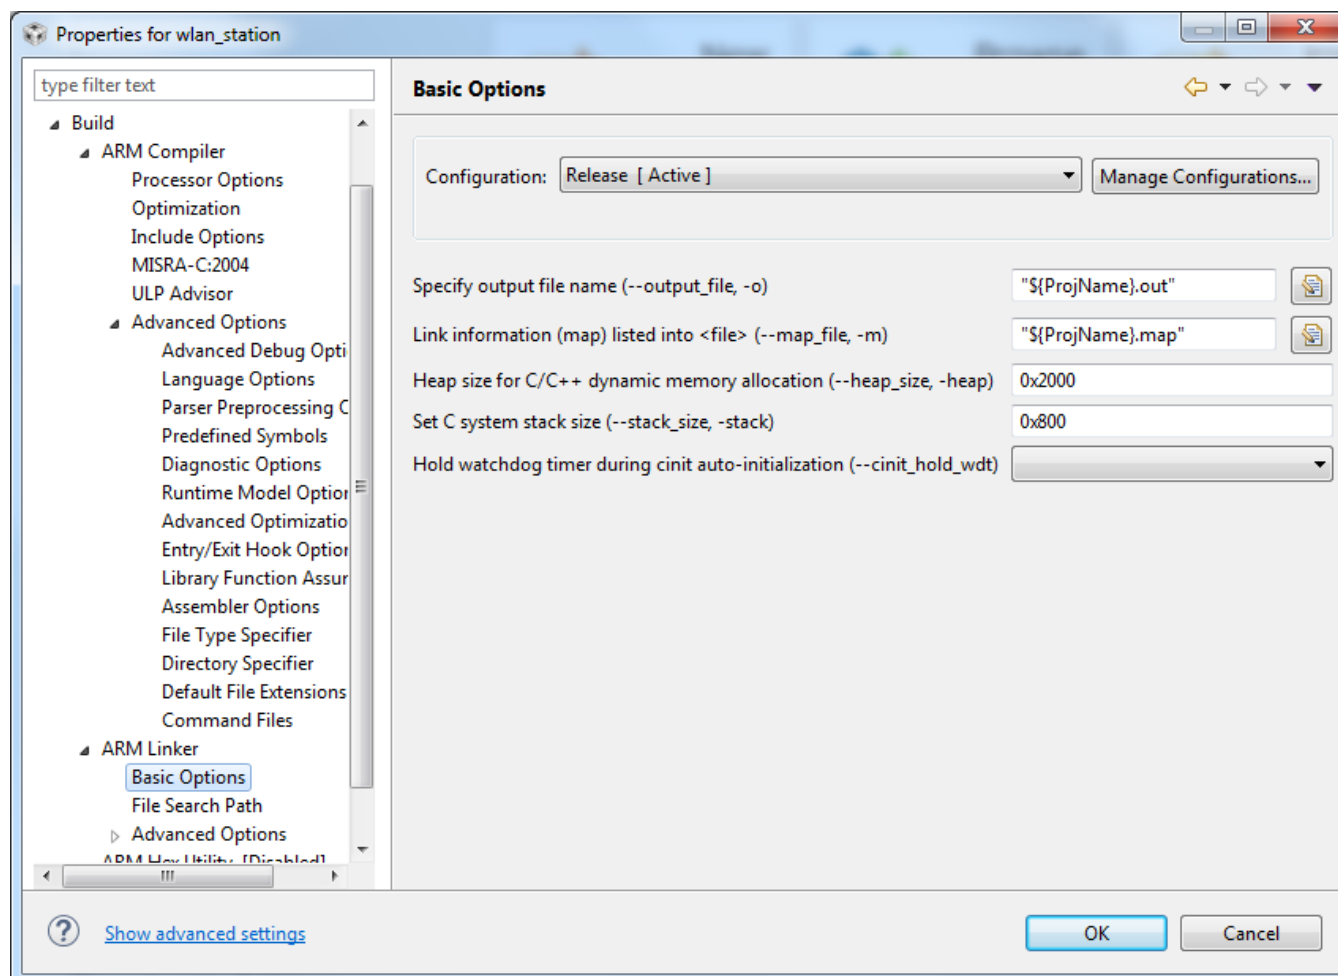 Properties for wlan_station
type filter text
Build
ARM Compiler
Processor Options
Optimization
Include Options
MISRA-C:2004
ULP Advisor
Advanced Options
Advanced Debug Opti
Language Options
Parser Preprocessing C
Predefined Symbols
Diagnostic Options
Runtime Model Option
Advanced Optimizatio
Entry/Exit Hook Option
Library Function Assur
Assembler Options
File Type Specifier
Directory Specifier
Default File Extensions
Command Files
ARM Linker
Basic Options
File Search Path
Advanced Options
ARM Hex Utility [Disabled]
Basic Options
Configuration: Release [ Active ] Manage Configurations...
Specify output file name (--output_file, -o) "${ProjName}.out"
Link information (map) listed into <file> (--map_file, -m) "${ProjName}.map"
Heap size for C/C++ dynamic memory allocation (--heap_size, -heap) 0x2000
Set C system stack size (--stack_size, -stack) 0x800
Hold watchdog timer during cinit auto-initialization (--cinit_hold_wdt)
Show advanced settings
OK Cancel